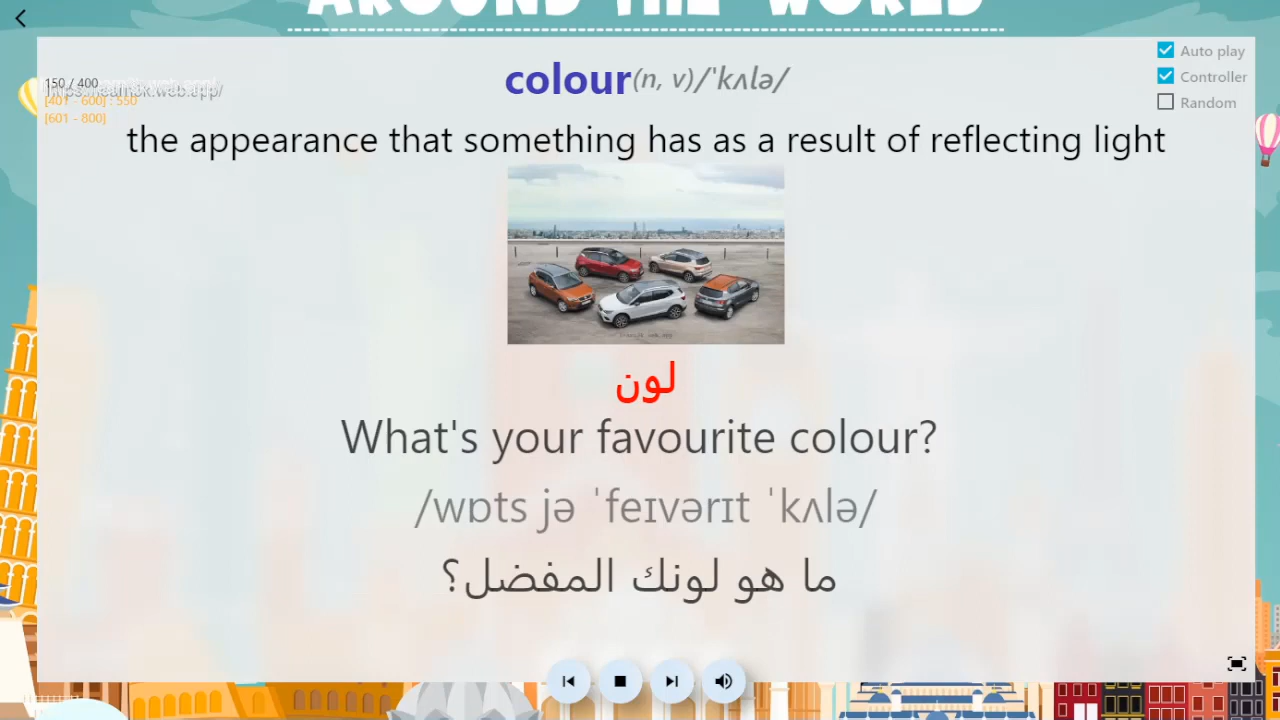 AROUND THE WORLD
Auto play
Controller
Random
150 / 400
[401 - 600] : 550
[601 - 800]
colour(n, v)/ˈkʌlə/
the appearance that something has as a result of reflecting light
لون
What's your favourite colour?
/wɒts jə ˈfeɪvərɪt ˈkʌlə/
ما هو لونك المفضل؟